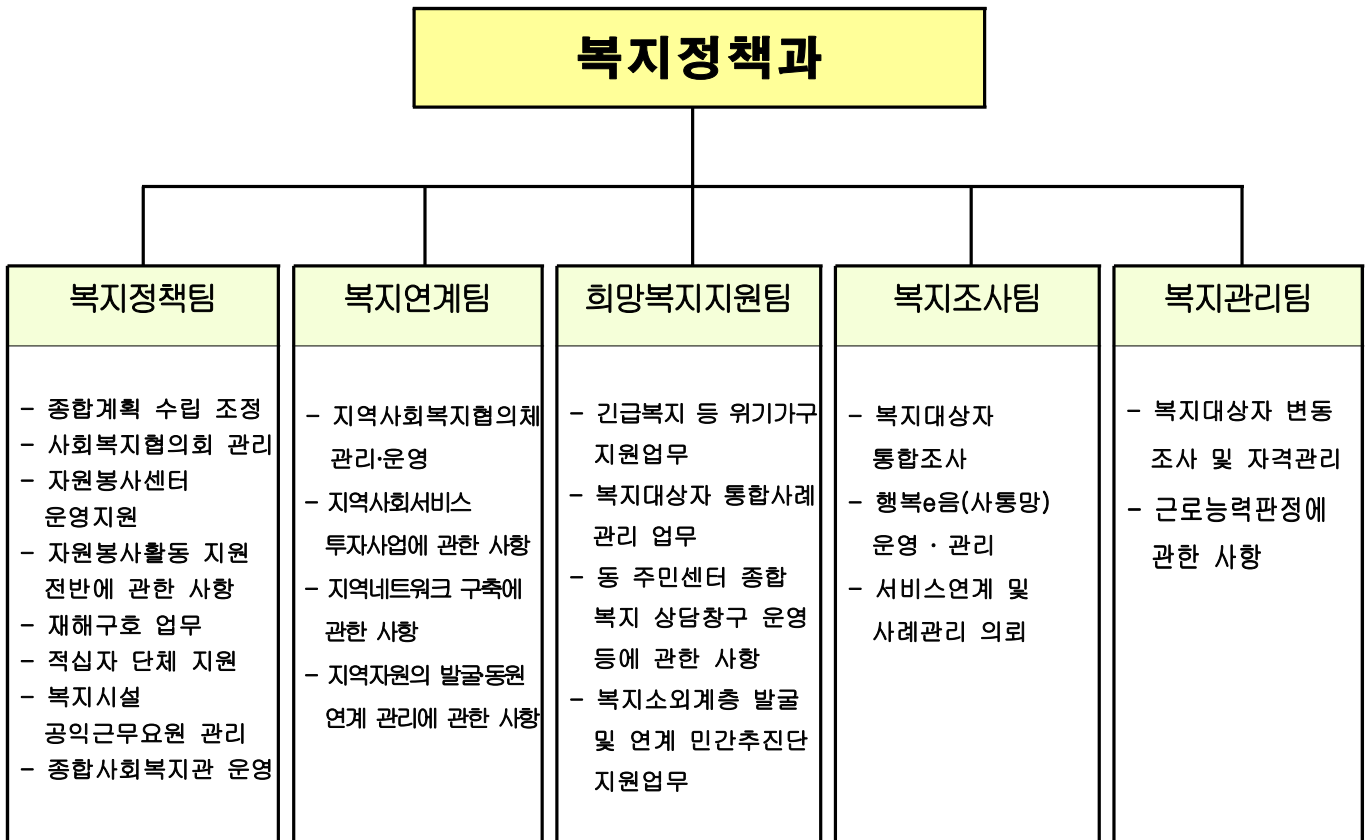 복지정책과
복지정책팀
- 종합계획 수립 조정
- 사회복지협의회 관리
- 자원봉사센터
운영지원
- 자원봉사활동 지원
전반에 관한 사항
- 재해구호 업무
- 적십자 단체 지원
- 복지시설
공익근무요원 관리
- 종합사회복지관 운영
복지연계팀
- 지역사회복지협의체
관리·운영
- 지역사회서비스
투자사업에 관한 사항
- 지역네트워크 구축에
관한 사항
- 지역자원의 발굴·동원
연계 관리에 관한 사항
희망복지지원팀
- 긴급복지 등 위기가구
지원업무
- 복지대상자 통합사례
관리 업무
- 동 주민센터 종합
복지 상담창구 운영
등에 관한 사항
- 복지소외계층 발굴
및 연계 민간추진단
지원업무
복지조사팀
- 복지대상자
통합조사
- 행복e음(사통망)
운영 · 관리
- 서비스연계 및
사례관리 의뢰
복지관리팀
- 복지대상자 변동
조사 및 자격관리
- 근로능력판정에
관한 사항